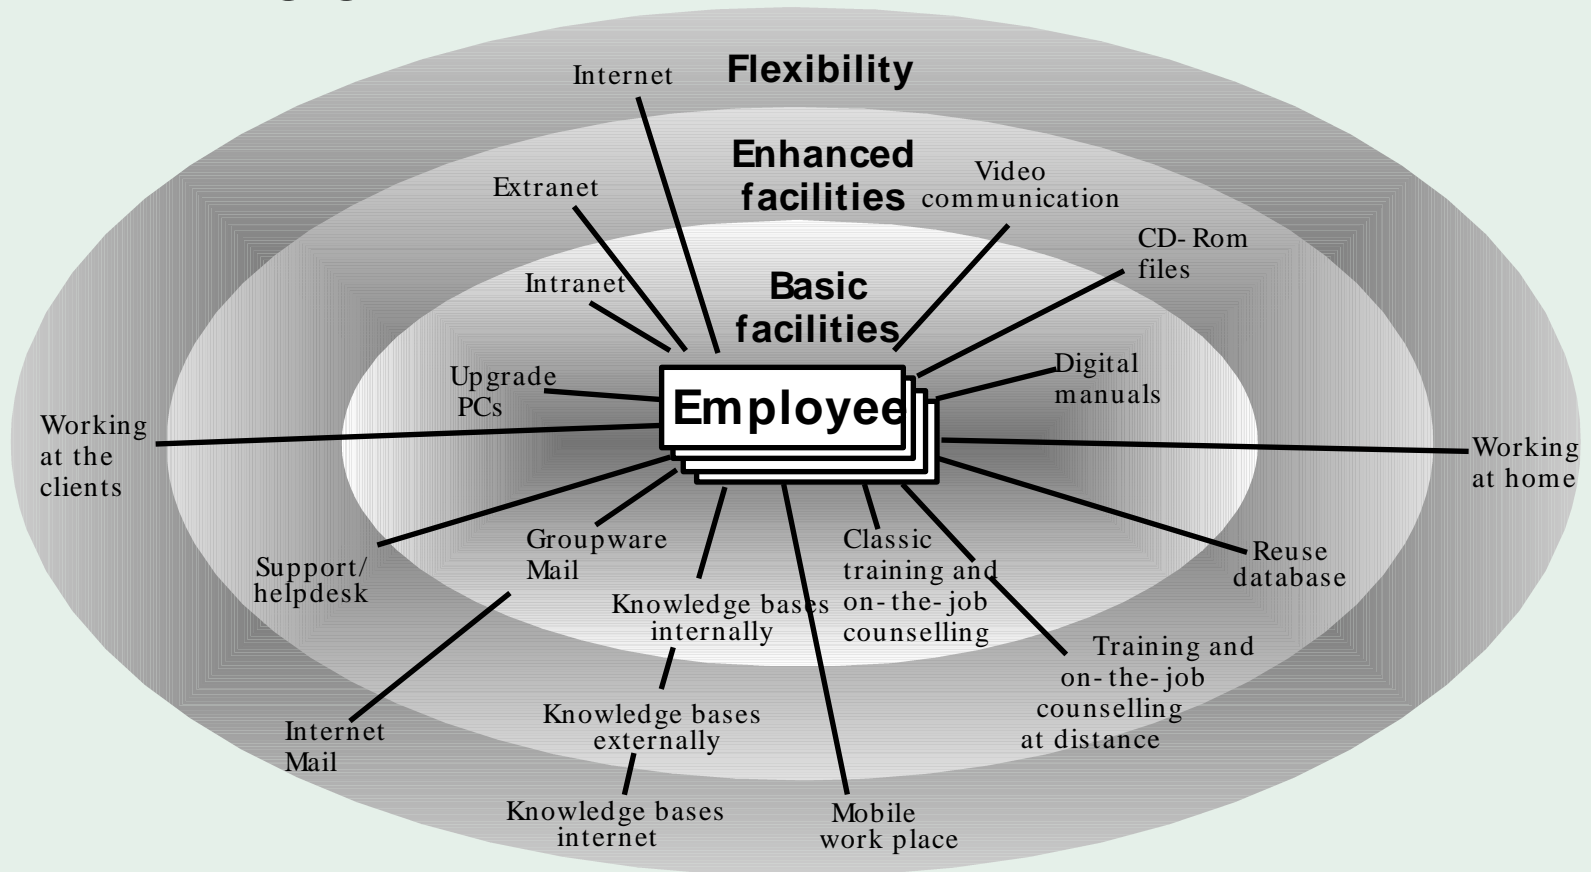 Internet
Flexibility
Enhanced
facilities
Video
communication
Extranet
CD-Rom
files
Intranet
Basic
facilities
Upgrade
PCs
Employee
Digital
manuals
Working
at the
clients
Working
at home
Support/
helpdesk
Groupware
Mail
Classic
training and
on-the-job
counselling
Reuse
database
Knowledge bases
internally
Training and
on-the-job
counselling
at distance
Internet
Mail
Knowledge bases
externally
Knowledge bases
internet
Mobile
work place